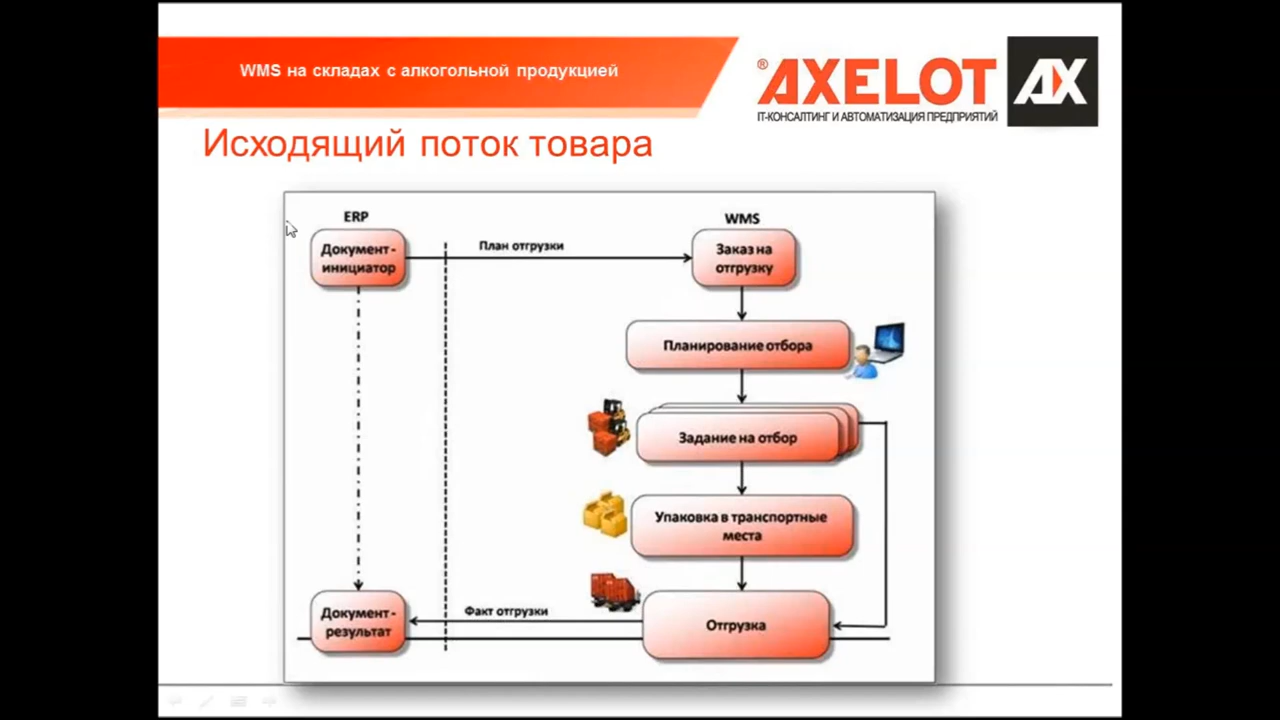 WMS на складах с алкогольной продукцией
® AXELOT AX
IT-КОНСАЛТИНГ И АВТОМАТИЗАЦИЯ ПРЕДПРИЯТИЙ
Исходящий поток товара
ERP
WMS
Документ-
инициатор
План отгрузки
Заказ на
отгрузку
Планирование отбора
Задание на отбор
Упаковка в транспортные
места
Документ-
результат
Факт отгрузки
Отгрузка